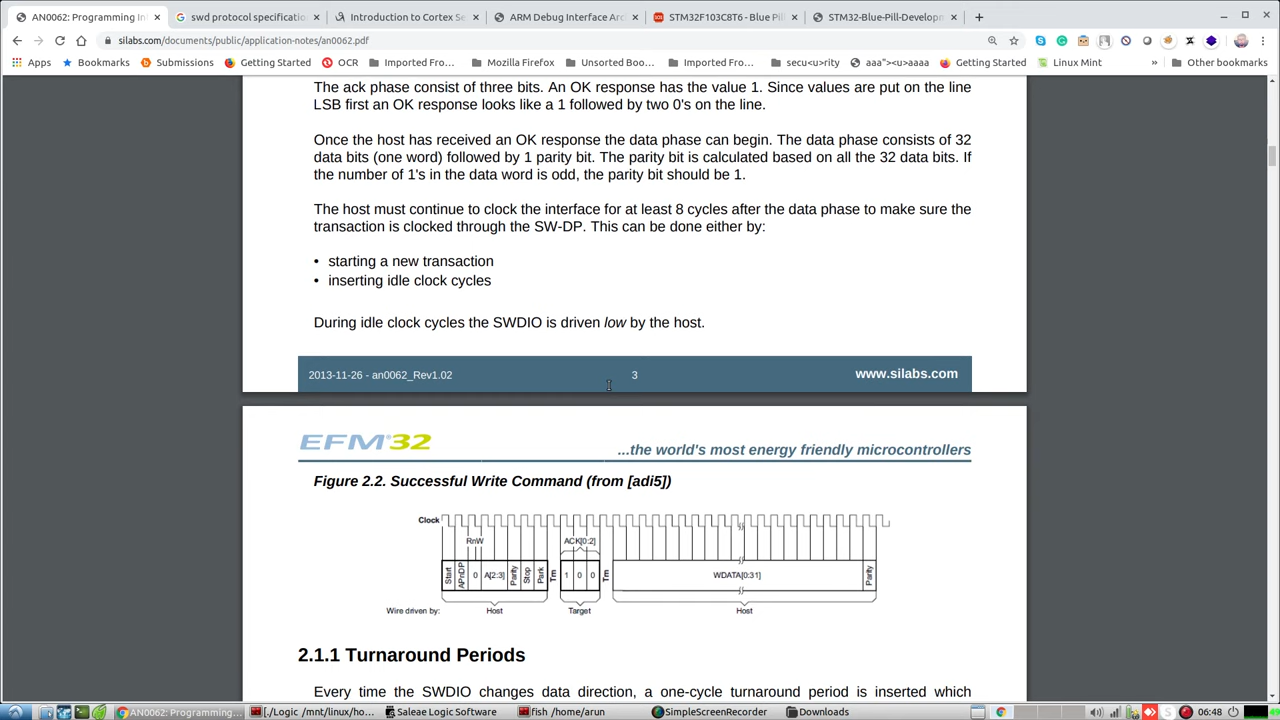 AN0062: Programming In
swd protocol specificatio
Introduction to Cortex Se
ARM Debug Interface Arc
STM32F103C8T6 - Blue Pill
STM32-Blue-Pill-Developm
silabs.com/documents/public/application-notes/an0062.pdf
Apps
Bookmarks
Submissions
Getting Started
OCR
Imported Fro...
Mozilla Firefox
Unsorted Boo...
Imported Fro...
secu<u>rity
aaa"><u>aaaa
Getting Started
Linux Mint
»
Other bookmarks
The ack phase consist of three bits. An OK response has the value 1. Since values are put on the line
LSB first an OK response looks like a 1 followed by two 0's on the line.
Once the host has received an OK response the data phase can begin. The data phase consists of 32
data bits (one word) followed by 1 parity bit. The parity bit is calculated based on all the 32 data bits. If
the number of 1's in the data word is odd, the parity bit should be 1.
The host must continue to clock the interface for at least 8 cycles after the data phase to make sure the
transaction is clocked through the SW-DP. This can be done either by:
• starting a new transaction
• inserting idle clock cycles
During idle clock cycles the SWDIO is driven low by the host.
2013-11-26 - an0062_Rev1.02
3
www.silabs.com
EFM®32
...the world's most energy friendly microcontrollers
Figure 2.2. Successful Write Command (from [adi5])
Clock
RnW
ACK[0:2]
Start
APnDP
0
A[2:3]
Parity
Stop
Park
Trn
1
0
0
Trn
WDATA[0:31]
Parity
Wire driven by:
Host
Target
Host
2.1.1 Turnaround Periods
Every time the SWDIO changes data direction, a one-cycle turnaround period is inserted which
AN0062: Programming
[./Logic /mnt/linux/ho...
Saleae Logic Software
fish /home/arun
SimpleScreenRecorder
Downloads
06:48